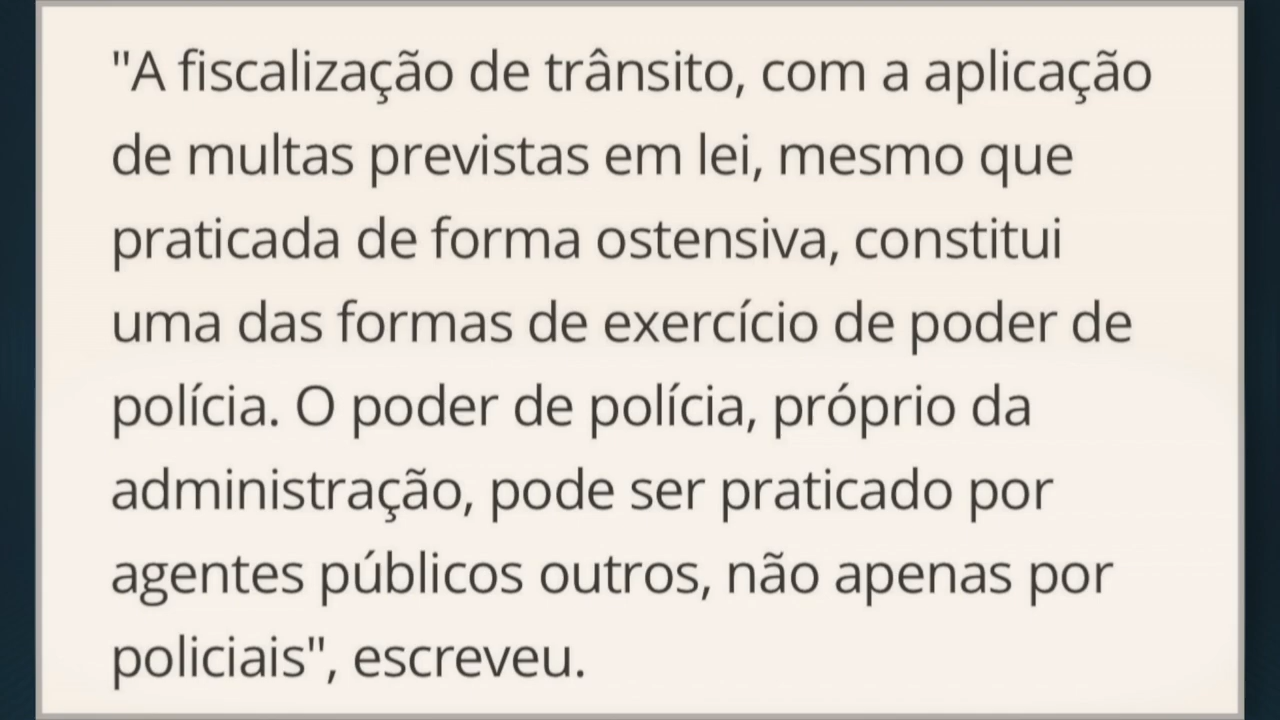 "A fiscalização de trânsito, com a aplicação
de multas previstas em lei, mesmo que
praticada de forma ostensiva, constitui
uma das formas de exercício de poder de
polícia. O poder de polícia, próprio da
administração, pode ser praticado por
agentes públicos outros, não apenas por
policiais", escreveu.